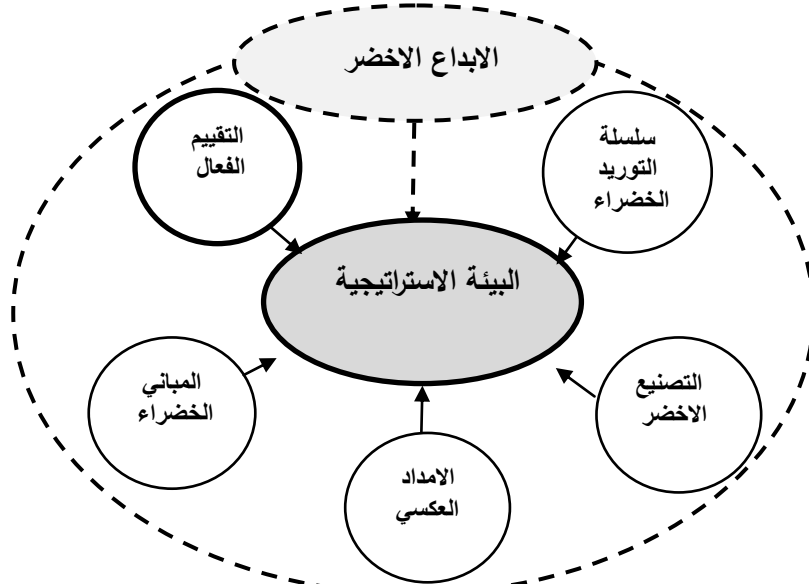 الابداع الاخضر
سلسلة
التوريد
الخضراء
التقييم
الفعال
البيئة الاستراتيجية
التصنيع
الاخضر
المباني
الخضراء
الامداد
العكسي